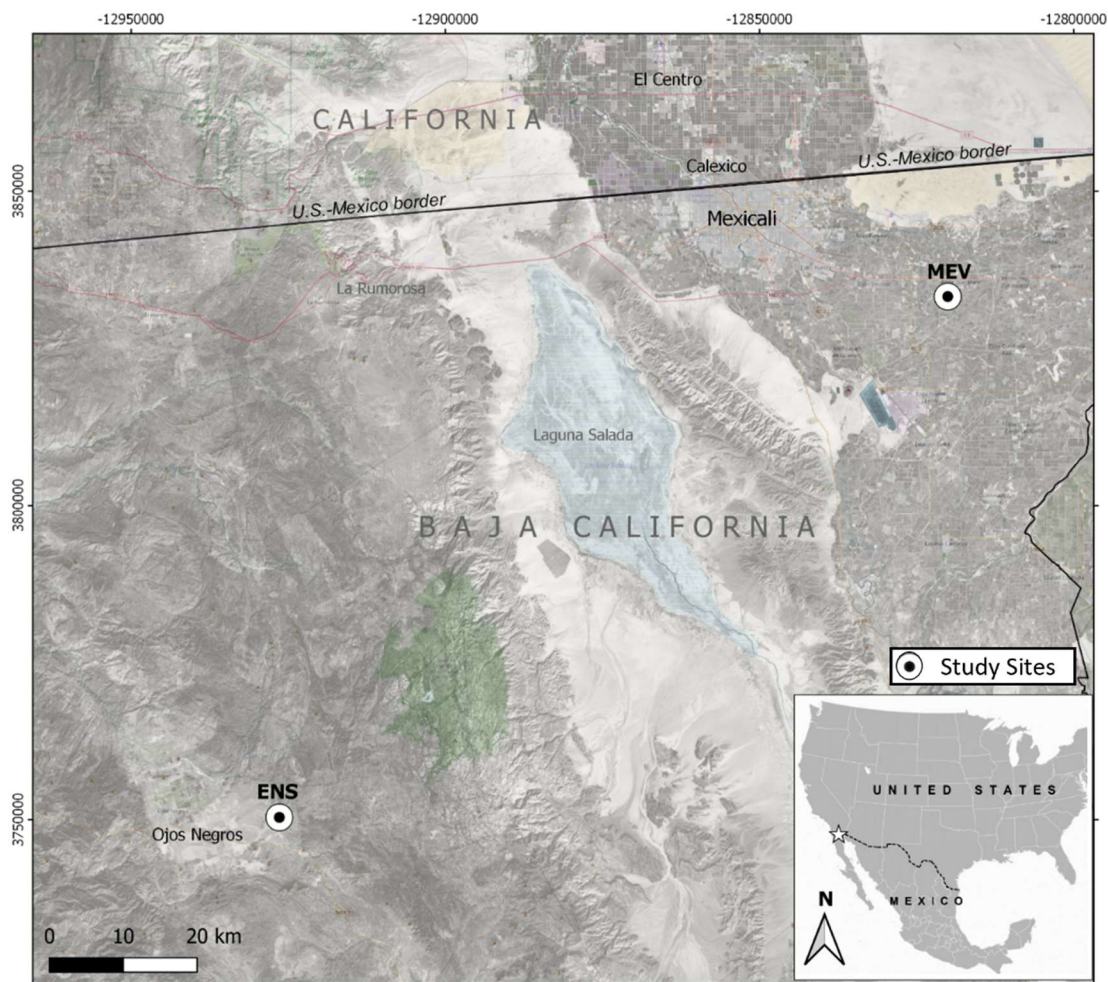 -12950000
-12900000
-12850000
-12800000
El Centro
CALIFORNIA
U.S.-Mexico border
Calexico
3850000
U.S.-Mexico border
Mexicali
MEV
La Rumorosa
Laguna Salada
3800000
BAJA CALIFORNIA
Study Sites
UNITED STATES
ENS
3750000
Ojos Negros
MEXICO
N
0 10 20 km